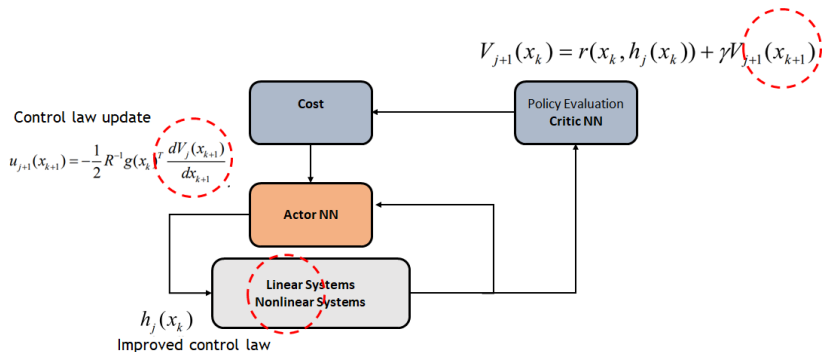 V_{j+1}(x_k) = r(x_k, h_j(x_k)) + γV_{j+1}(x_{k+1})
Cost
Policy Evaluation
Critic NN
Control law update
u_{j+1}(x_{k+1}) = -\frac{1}{2} R^{-1} g(x_k)^T \frac{dV_j(x_{k+1})}{dx_{k+1}} .
Actor NN
Linear Systems
Nonlinear Systems
h_j(x_k)
Improved control law